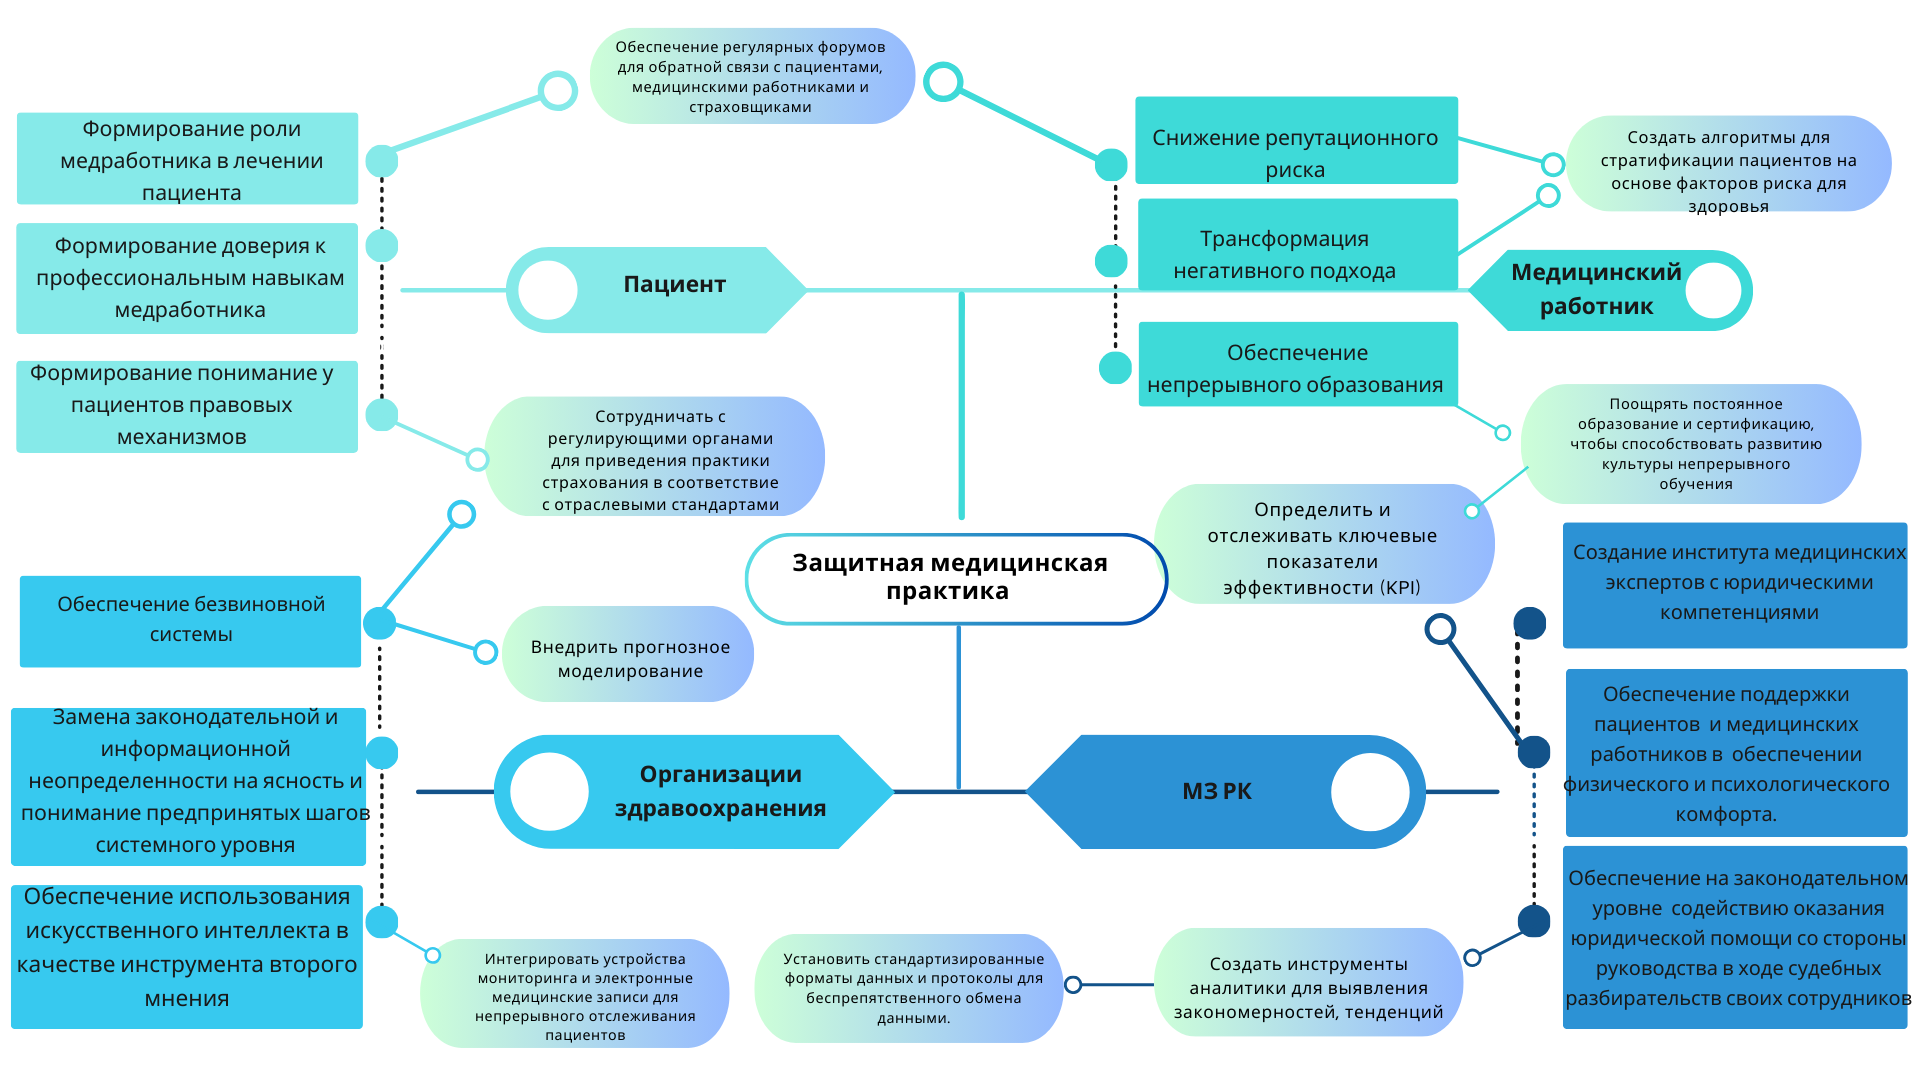 Обеспечение регулярных форумов
для обратной связи с пациентами,
медицинскими работниками и
страховщиками
Формирование роли
медработника в лечении
пациента
Формирование доверия к
профессиональным навыкам
медработника
Формирование понимание у
пациентов правовых
механизмов
Пациент
Сотрудничать с
регулирующими органами
для приведения практики
страхования в соответствие
с отраслевыми стандартами
Снижение репутационного
риска
Трансформация
негативного подхода
Обеспечение
непрерывного образования
Создать алгоритмы для
стратификации пациентов на
основе факторов риска для
здоровья
Медицинский
работник
Поощрять постоянное
образование и сертификацию,
чтобы способствовать развитию
культуры непрерывного
обучения
Определить и
отслеживать ключевые
показатели
эффективности (KPI)
Защитная медицинская
практика
Обеспечение безвиновной
системы
Внедрить прогнозное
моделирование
Замена законодательной и
информационной
неопределенности на ясность и
понимание предпринятых шагов
системного уровня
Обеспечение использования
искусственного интеллекта в
качестве инструмента второго
мнения
Организации
здравоохранения
МЗ РК
Создание института медицинских
экспертов с юридическими
компетенциями
Обеспечение поддержки
пациентов  и медицинских
работников в  обеспечении
физического и психологического
комфорта.
Обеспечение на законодательном
уровне  содействию оказания
юридической помощи со стороны
руководства в ходе судебных
разбирательств своих сотрудников
Интегрировать устройства
мониторинга и электронные
медицинские записи для
непрерывного отслеживания
пациентов
Установить стандартизированные
форматы данных и протоколы для
беспрепятственного обмена
данными.
Создать инструменты
аналитики для выявления
закономерностей, тенденций